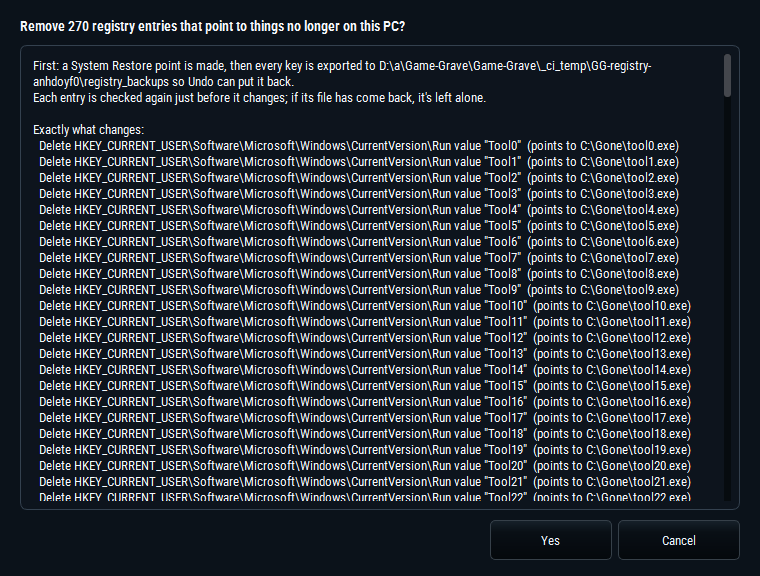 Remove 270 registry entries that point to things no longer on this PC?
First: a System Restore point is made, then every key is exported to D:\a\Game-Grave\Game-Grave\_ci_temp\GG-registry-
anhdoyf0\registry_backups so Undo can put it back.
Each entry is checked again just before it changes; if its file has come back, it's left alone.
Exactly what changes:
Delete HKEY_CURRENT_USER\Software\Microsoft\Windows\CurrentVersion\Run value "Tool0" (points to C:\Gone\tool0.exe)
Delete HKEY_CURRENT_USER\Software\Microsoft\Windows\CurrentVersion\Run value "Tool1" (points to C:\Gone\tool1.exe)
Delete HKEY_CURRENT_USER\Software\Microsoft\Windows\CurrentVersion\Run value "Tool2" (points to C:\Gone\tool2.exe)
Delete HKEY_CURRENT_USER\Software\Microsoft\Windows\CurrentVersion\Run value "Tool3" (points to C:\Gone\tool3.exe)
Delete HKEY_CURRENT_USER\Software\Microsoft\Windows\CurrentVersion\Run value "Tool4" (points to C:\Gone\tool4.exe)
Delete HKEY_CURRENT_USER\Software\Microsoft\Windows\CurrentVersion\Run value "Tool5" (points to C:\Gone\tool5.exe)
Delete HKEY_CURRENT_USER\Software\Microsoft\Windows\CurrentVersion\Run value "Tool6" (points to C:\Gone\tool6.exe)
Delete HKEY_CURRENT_USER\Software\Microsoft\Windows\CurrentVersion\Run value "Tool7" (points to C:\Gone\tool7.exe)
Delete HKEY_CURRENT_USER\Software\Microsoft\Windows\CurrentVersion\Run value "Tool8" (points to C:\Gone\tool8.exe)
Delete HKEY_CURRENT_USER\Software\Microsoft\Windows\CurrentVersion\Run value "Tool9" (points to C:\Gone\tool9.exe)
Delete HKEY_CURRENT_USER\Software\Microsoft\Windows\CurrentVersion\Run value "Tool10" (points to C:\Gone\tool10.exe)
Delete HKEY_CURRENT_USER\Software\Microsoft\Windows\CurrentVersion\Run value "Tool11" (points to C:\Gone\tool11.exe)
Delete HKEY_CURRENT_USER\Software\Microsoft\Windows\CurrentVersion\Run value "Tool12" (points to C:\Gone\tool12.exe)
Delete HKEY_CURRENT_USER\Software\Microsoft\Windows\CurrentVersion\Run value "Tool13" (points to C:\Gone\tool13.exe)
Delete HKEY_CURRENT_USER\Software\Microsoft\Windows\CurrentVersion\Run value "Tool14" (points to C:\Gone\tool14.exe)
Delete HKEY_CURRENT_USER\Software\Microsoft\Windows\CurrentVersion\Run value "Tool15" (points to C:\Gone\tool15.exe)
Delete HKEY_CURRENT_USER\Software\Microsoft\Windows\CurrentVersion\Run value "Tool16" (points to C:\Gone\tool16.exe)
Delete HKEY_CURRENT_USER\Software\Microsoft\Windows\CurrentVersion\Run value "Tool17" (points to C:\Gone\tool17.exe)
Delete HKEY_CURRENT_USER\Software\Microsoft\Windows\CurrentVersion\Run value "Tool18" (points to C:\Gone\tool18.exe)
Delete HKEY_CURRENT_USER\Software\Microsoft\Windows\CurrentVersion\Run value "Tool19" (points to C:\Gone\tool19.exe)
Delete HKEY_CURRENT_USER\Software\Microsoft\Windows\CurrentVersion\Run value "Tool20" (points to C:\Gone\tool20.exe)
Delete HKEY_CURRENT_USER\Software\Microsoft\Windows\CurrentVersion\Run value "Tool21" (points to C:\Gone\tool21.exe)
Delete HKEY_CURRENT_USER\Software\Microsoft\Windows\CurrentVersion\Run value "Tool22" (points to C:\Gone\tool22.exe)
Yes
Cancel